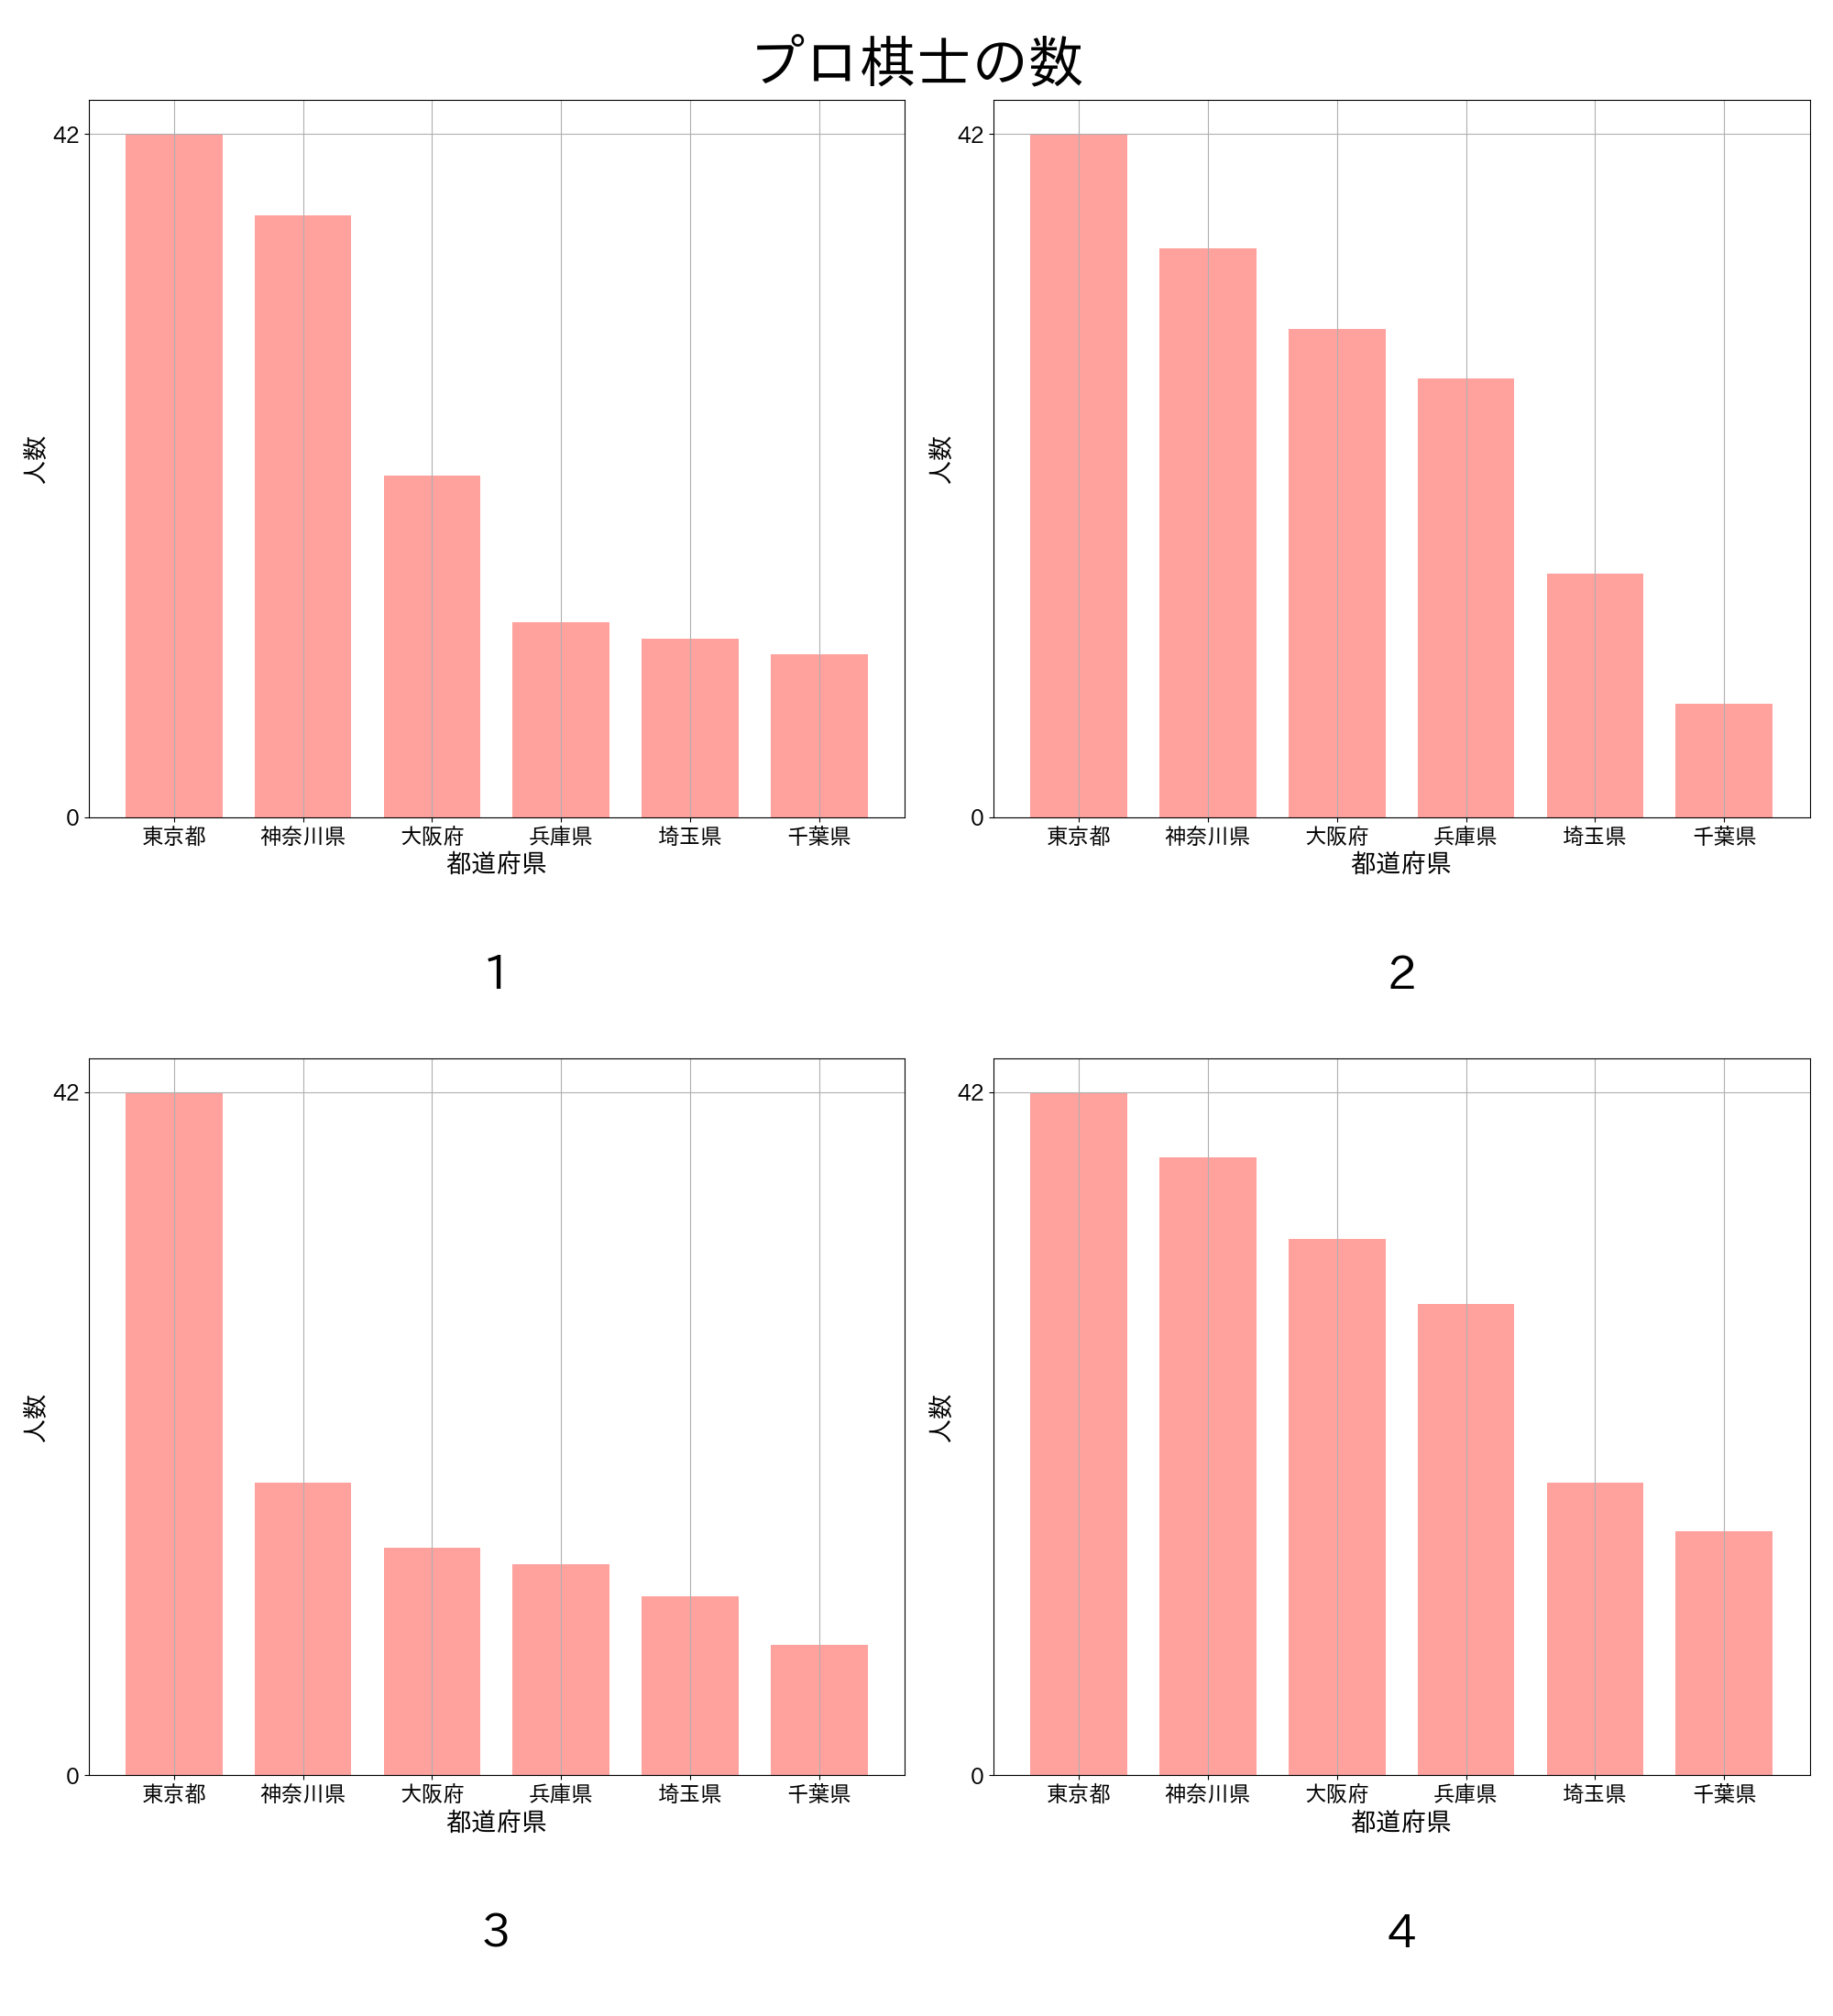 プロ棋士の数
42
0
人数
東京都 神奈川県 大阪府 兵庫県 埼玉県 千葉県
都道府県
1
42
0
人数
東京都 神奈川県 大阪府 兵庫県 埼玉県 千葉県
都道府県
2
42
0
人数
東京都 神奈川県 大阪府 兵庫県 埼玉県 千葉県
都道府県
3
42
0
人数
東京都 神奈川県 大阪府 兵庫県 埼玉県 千葉県
都道府県
4